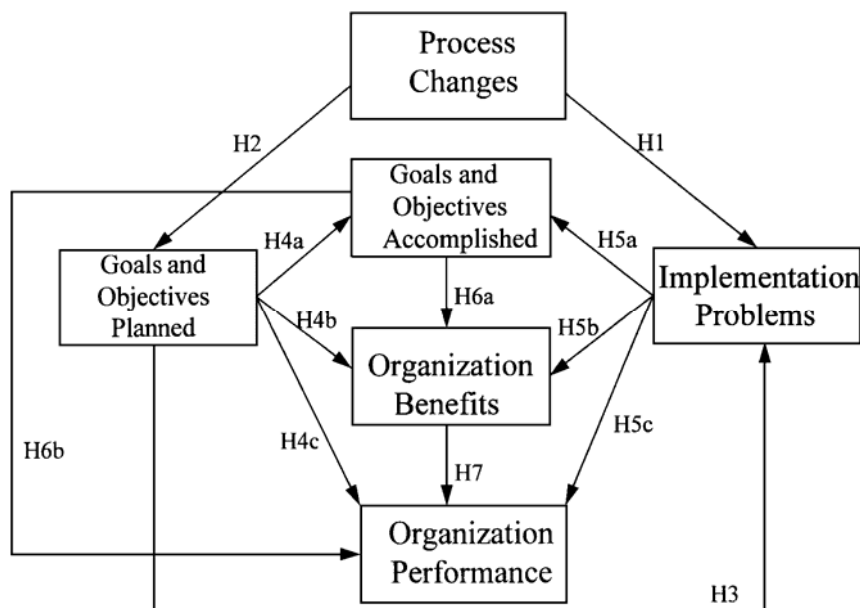 Process
Changes
H2
H1
Goals and
Objectives
Accomplished
H4a
H5a
Goals and
Objectives
Planned
Implementation
Problems
H6a
H4b
H5b
Organization
Benefits
H6b
H4c
H7
H5c
Organization
Performance
H3